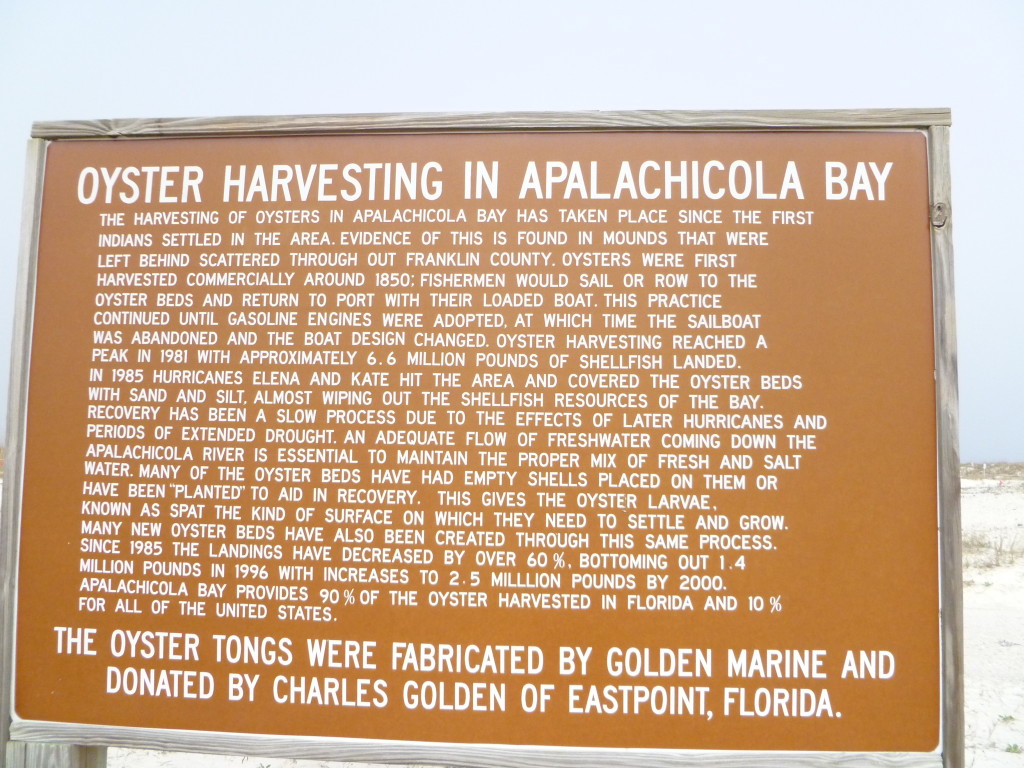 OYSTER HARVESTING IN APALACHICOLA BAY
THE HARVESTING OF OYSTERS IN APALACHICOLA BAY HAS TAKEN PLACE SINCE THE FIRST
INDIANS SETTLED IN THE AREA. EVIDENCE OF THIS IS FOUND IN MOUNDS THAT WERE
LEFT BEHIND SCATTERED THROUGH OUT FRANKLIN COUNTY. OYSTERS WERE FIRST
HARVESTED COMMERCIALLY AROUND 1850; FISHERMEN WOULD SAIL OR ROW TO THE
OYSTER BEDS AND RETURN TO PORT WITH THEIR LOADED BOAT. THIS PRACTICE
CONTINUED UNTIL GASOLINE ENGINES WERE ADOPTED, AT WHICH TIME THE SAILBOAT
WAS ABANDONED AND THE BOAT DESIGN CHANGED. OYSTER HARVESTING REACHED A
PEAK IN 1981 WITH APPROXIMATELY 6.6 MILLION POUNDS OF SHELLFISH LANDED.
IN 1985 HURRICANES ELENA AND KATE HIT THE AREA AND COVERED THE OYSTER BEDS
WITH SAND AND SILT, ALMOST WIPING OUT THE SHELLFISH RESOURCES OF THE BAY.
RECOVERY HAS BEEN A SLOW PROCESS DUE TO THE EFFECTS OF LATER HURRICANES AND
PERIODS OF EXTENDED DROUGHT. AN ADEQUATE FLOW OF FRESHWATER COMING DOWN THE
APALACHICOLA RIVER IS ESSENTIAL TO MAINTAIN THE PROPER MIX OF FRESH AND SALT
WATER. MANY OF THE OYSTER BEDS HAVE HAD EMPTY SHELLS PLACED ON THEM OR
HAVE BEEN "PLANTED" TO AID IN RECOVERY. THIS GIVES THE OYSTER LARVAE,
KNOWN AS SPAT THE KIND OF SURFACE ON WHICH THEY NEED TO SETTLE AND GROW.
MANY NEW OYSTER BEDS HAVE ALSO BEEN CREATED THROUGH THIS SAME PROCESS.
SINCE 1985 THE LANDINGS HAVE DECREASED BY OVER 60%, BOTTOMING OUT 1.4
MILLION POUNDS IN 1996 WITH INCREASES TO 2.5 MILLLION POUNDS BY 2000.
APALACHICOLA BAY PROVIDES 90% OF THE OYSTER HARVESTED IN FLORIDA AND 10%
FOR ALL OF THE UNITED STATES.
THE OYSTER TONGS WERE FABRICATED BY GOLDEN MARINE AND
DONATED BY CHARLES GOLDEN OF EASTPOINT, FLORIDA.